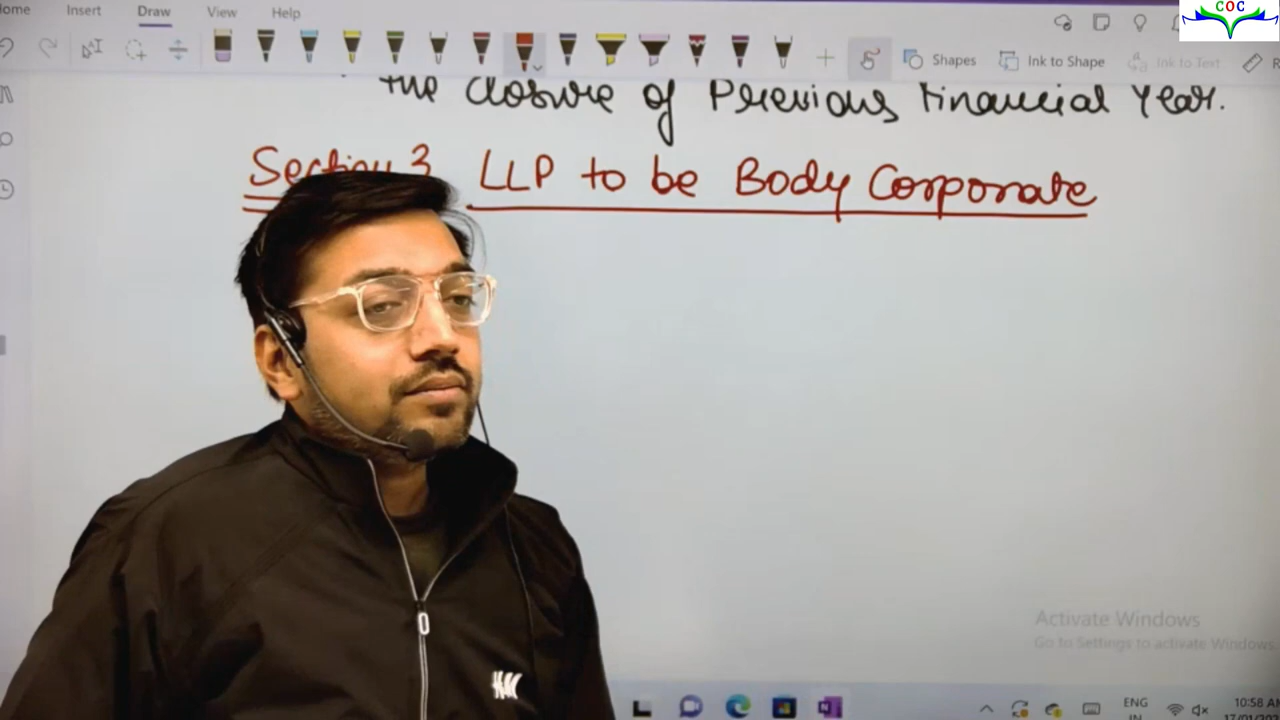 Home Insert Draw View Help
COC
Shapes Ink to Shape Ink to Text
the closure of Previous Financial Year.
Section 3 LLP to be Body Corporate
Activate Windows
Go to Settings to activate Windows
ENG
IN
10:58 AM